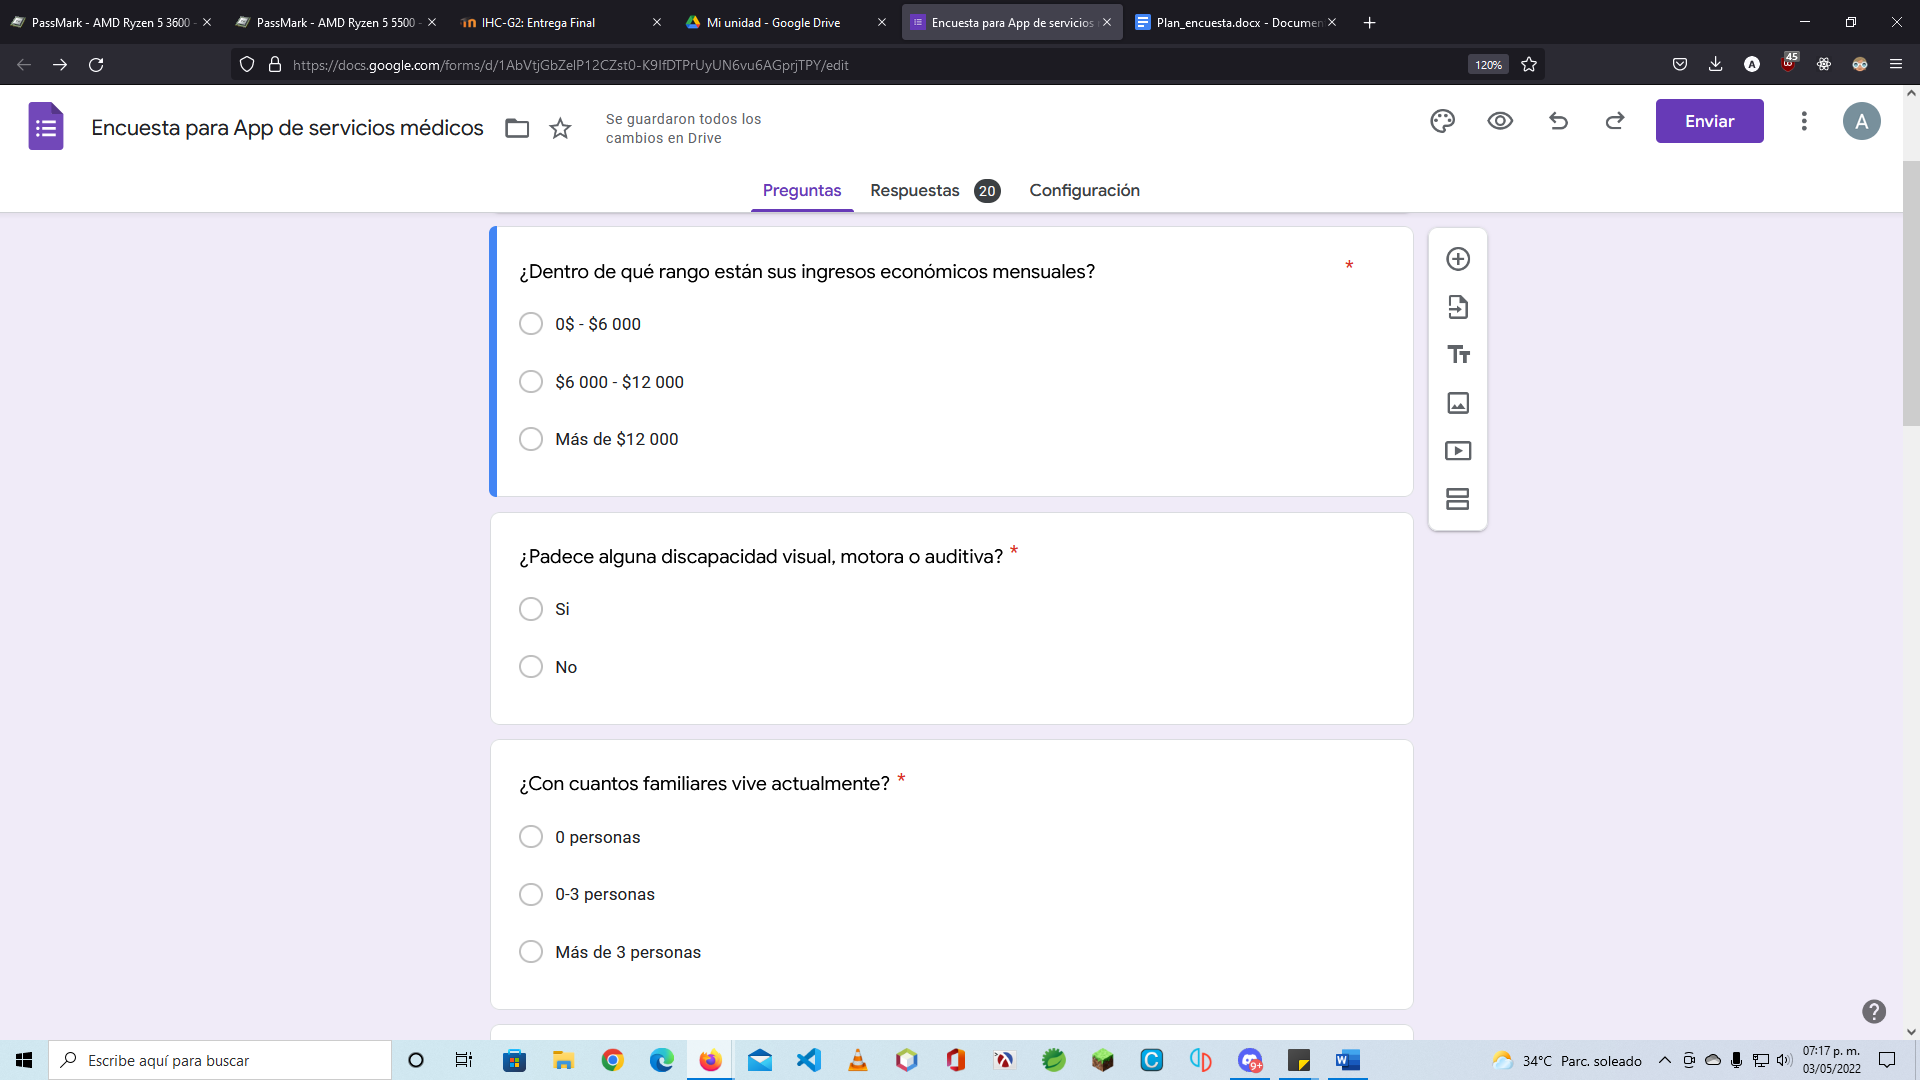 PassMark - AMD Ryzen 5 3600 -
PassMark - AMD Ryzen 5 5500 -
IHC-G2: Entrega Final
Mi unidad - Google Drive
Encuesta para App de servicios
Plan_encuesta.docx - Documen
https://docs.google.com/forms/d/1AbVtjGbZelP12CZst0-K9IfDTPrUyUN6vu6AGprjTPY/edit
120%
A
45
Encuesta para App de servicios médicos
Se guardaron todos los
cambios en Drive
Enviar
A
Preguntas
Respuestas 20
Configuración
¿Dentro de qué rango están sus ingresos económicos mensuales? *
0$ - $6 000
$6 000 - $12 000
Más de $12 000
¿Padece alguna discapacidad visual, motora o auditiva? *
Si
No
¿Con cuantos familiares vive actualmente? *
0 personas
0-3 personas
Más de 3 personas
Escribe aquí para buscar
9+
34°C Parc. soleado
07:17 p. m.
03/05/2022